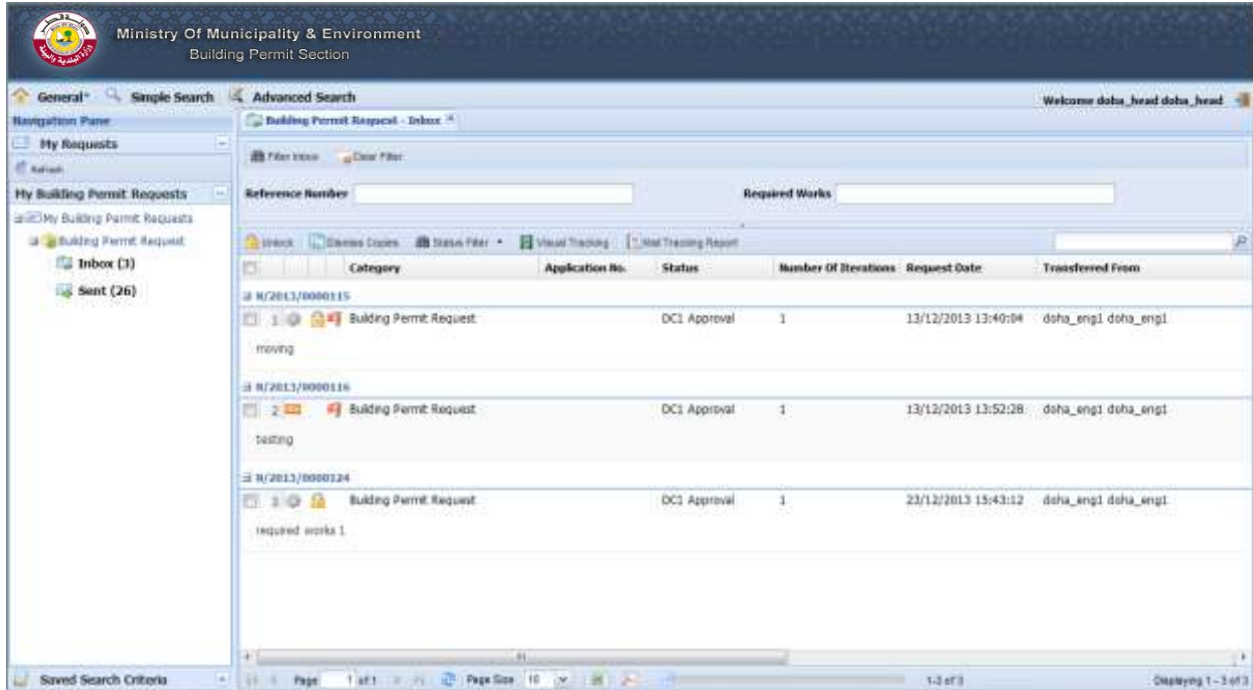 Ministry Of Municipality & Environment
Building Permit Section
General Simple Search Advanced Search Welcome doha_head doha_head
Navigation Pane Building Permit Request - Inbox
My Requests
Filter Inbox Clear Filter
Refresh
My Building Permit Requests Reference Number Required Works
My Building Permit Requests
Building Permit Request Unlock Dismiss Copies Status Filter Visual Tracking Mail Tracking Report
Inbox (3) Category Application No. Status Number Of Iterations Request Date Transferred From
Sent (26)
N/2013/0000115
1 Building Permit Request DC1 Approval 1 13/12/2013 13:40:04 doha_eng1 doha_eng1
moving
N/2013/0000116
2 Building Permit Request DC1 Approval 1 13/12/2013 13:52:28 doha_eng1 doha_eng1
testing
N/2013/0000124
3 Building Permit Request DC1 Approval 1 23/12/2013 15:43:12 doha_eng1 doha_eng1
required works 1
Saved Search Criteria Page 1 of 1 Page Size 10 1-3 of 3 Displaying 1 - 3 of 3